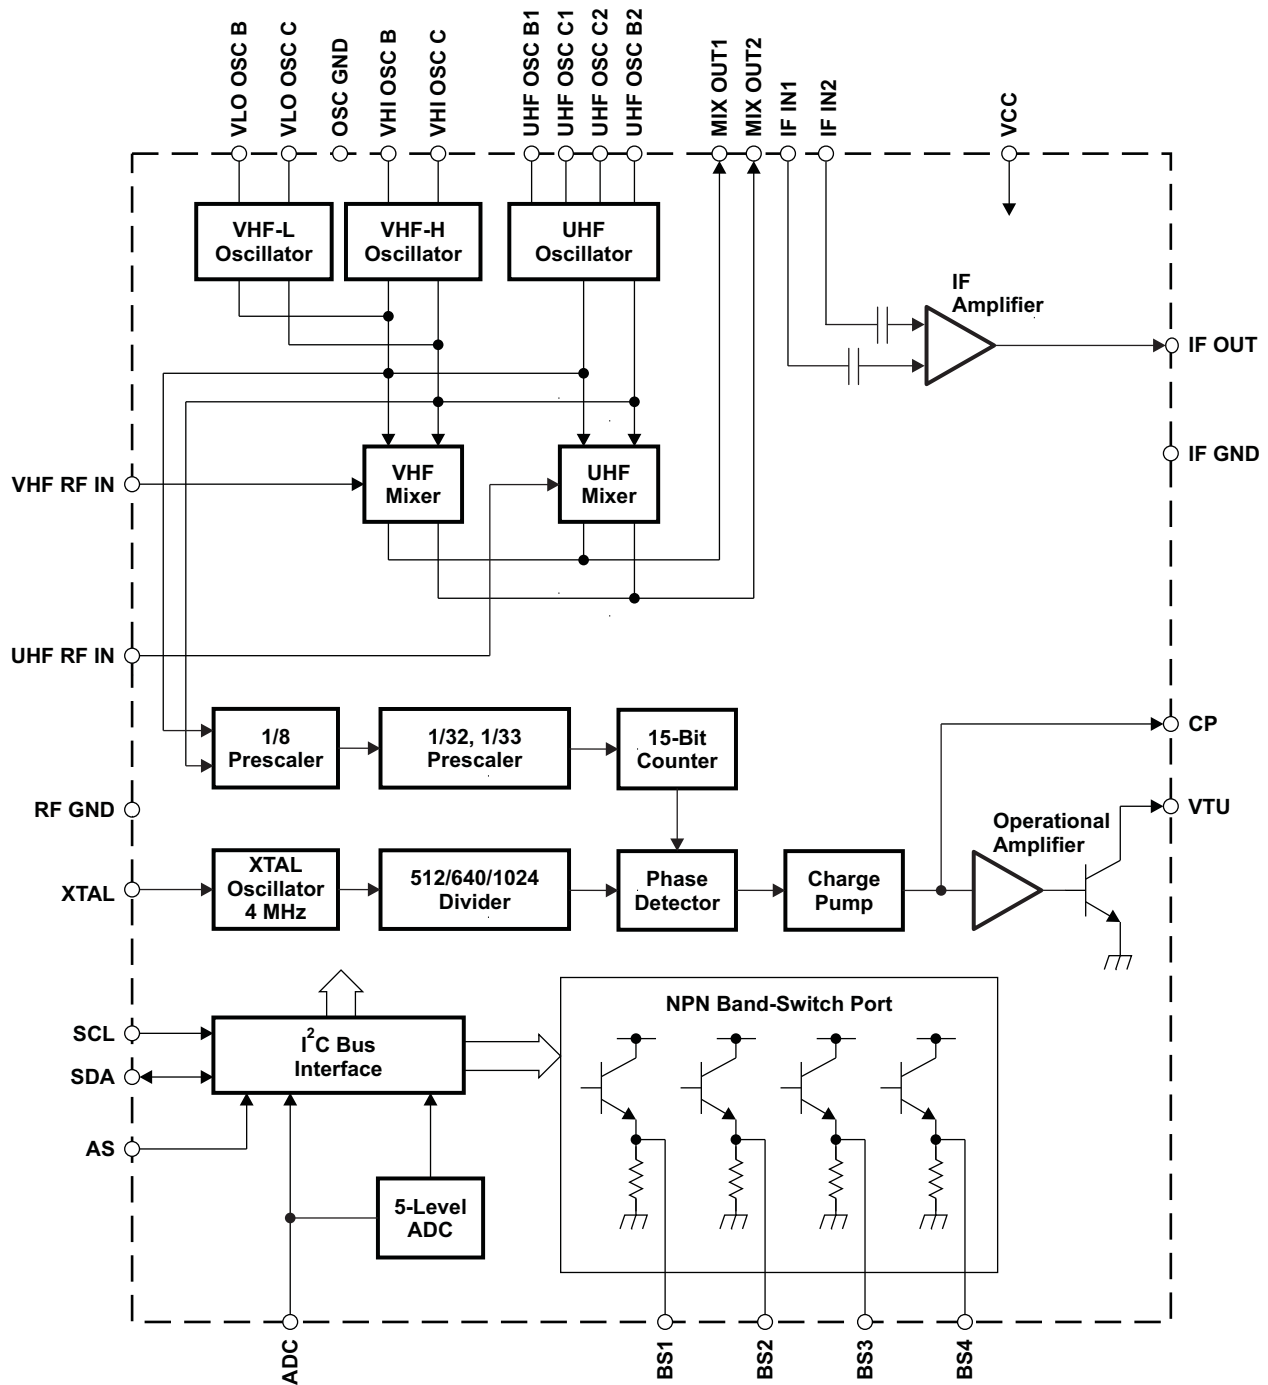 VLO OSC B
VLO OSC C
OSC GND
VHI OSC B
VHI OSC C
UHF OSC B1
UHF OSC C1
UHF OSC C2
UHF OSC B2
MIX OUT1
MIX OUT2
IF IN1
IF IN2
VCC
VHF-L
Oscillator
VHF-H
Oscillator
UHF
Oscillator
IF
Amplifier
IF OUT
IF GND
VHF RF IN
VHF
Mixer
UHF
Mixer
UHF RF IN
1/8
Prescaler
1/32, 1/33
Prescaler
15-Bit
Counter
CP
RF GND
VTU
Operational
Amplifier
XTAL
XTAL
Oscillator
4 MHz
512/640/1024
Divider
Phase
Detector
Charge
Pump
SCL
SDA
AS
I²C Bus
Interface
NPN Band-Switch Port
5-Level
ADC
ADC
BS1
BS2
BS3
BS4